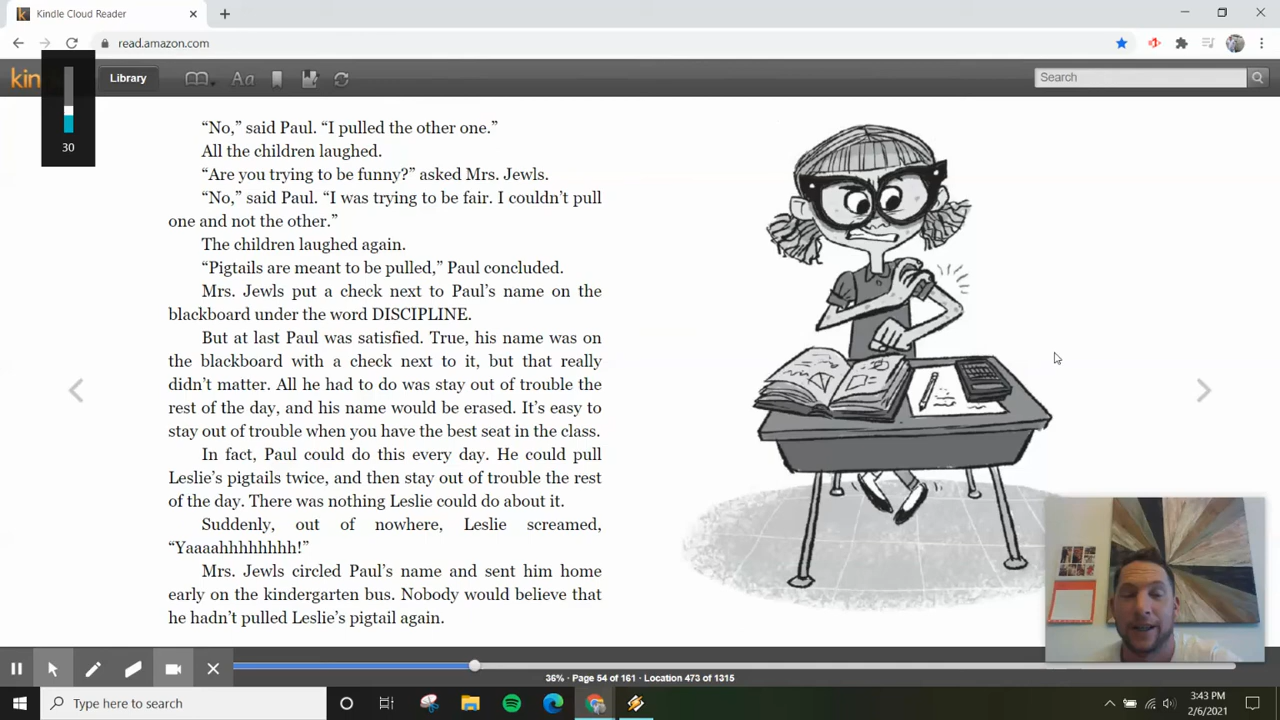 Kindle Cloud Reader
read.amazon.com
kin
Library
Aa
Search
30
“No,” said Paul. “I pulled the other one.”
All the children laughed.
“Are you trying to be funny?” asked Mrs. Jewls.
“No,” said Paul. “I was trying to be fair. I couldn’t pull
one and not the other.”
The children laughed again.
“Pigtails are meant to be pulled,” Paul concluded.
Mrs. Jewls put a check next to Paul’s name on the
blackboard under the word DISCIPLINE.
But at last Paul was satisfied. True, his name was on
the blackboard with a check next to it, but that really
didn’t matter. All he had to do was stay out of trouble the
rest of the day, and his name would be erased. It’s easy to
stay out of trouble when you have the best seat in the class.
In fact, Paul could do this every day. He could pull
Leslie’s pigtails twice, and then stay out of trouble the rest
of the day. There was nothing Leslie could do about it.
Suddenly, out of nowhere, Leslie screamed,
“Yaaaahhhhhhhh!”
Mrs. Jewls circled Paul’s name and sent him home
early on the kindergarten bus. Nobody would believe that
he hadn’t pulled Leslie’s pigtail again.
36% · Page 54 of 161 · Location 473 of 1315
Type here to search
3:43 PM
2/6/2021